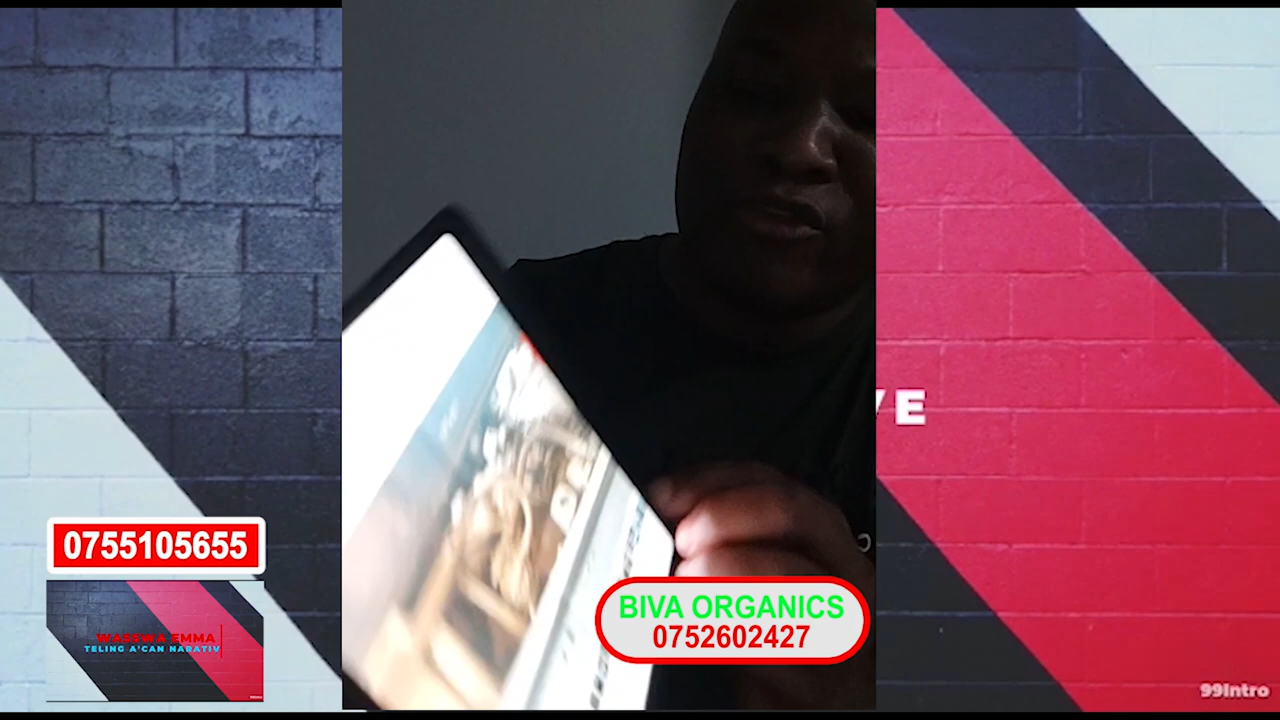 VE
0755105655
WASSWA EMMA
TELING A'CAN NARATIV
BIVA ORGANICS
0752602427
99Intro